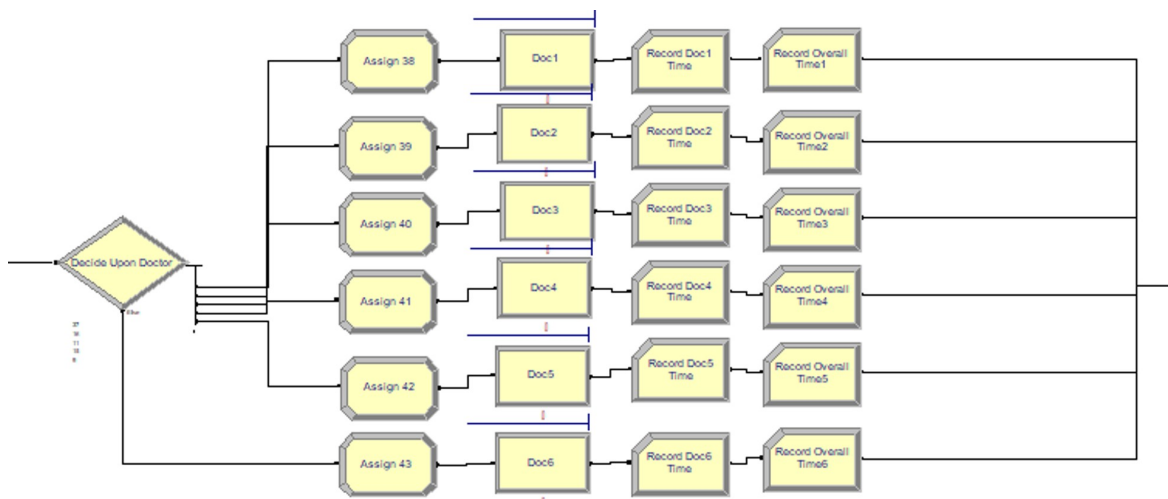 Assign 38
Doc1
Record Doc1
Time
Record Overall
Time1
Assign 39
Doc2
Record Doc2
Time
Record Overall
Time2
Assign 40
Doc3
Record Doc3
Time
Record Overall
Time3
Decide Upon Doctor
Assign 41
Doc4
Record Doc4
Time
Record Overall
Time4
Else
Assign 42
Doc5
Record Doc5
Time
Record Overall
Time5
Assign 43
Doc6
Record Doc6
Time
Record Overall
Time6